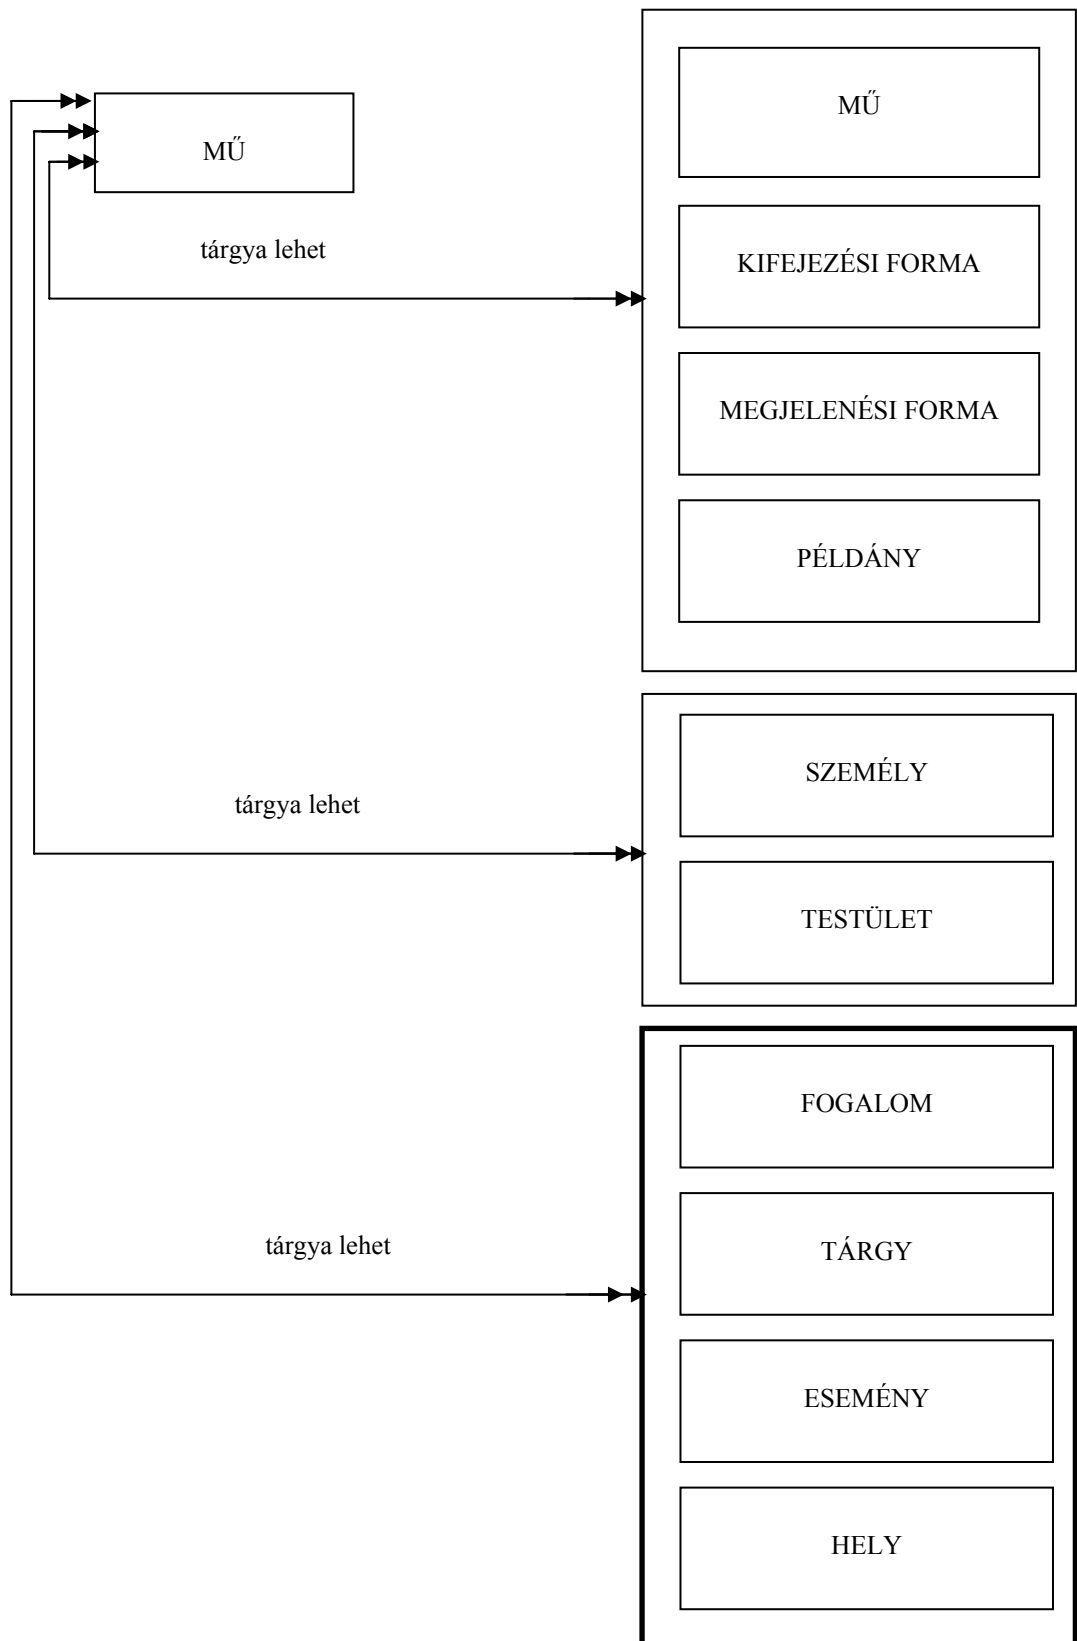 MŰ
MŰ
tárgya lehet
KIFEJEZÉSI FORMA
MEGJELENÉSI FORMA
PÉLDÁNY
SZEMÉLY
tárgya lehet
TESTÜLET
FOGALOM
tárgya lehet
TÁRGY
ESEMÉNY
HELY